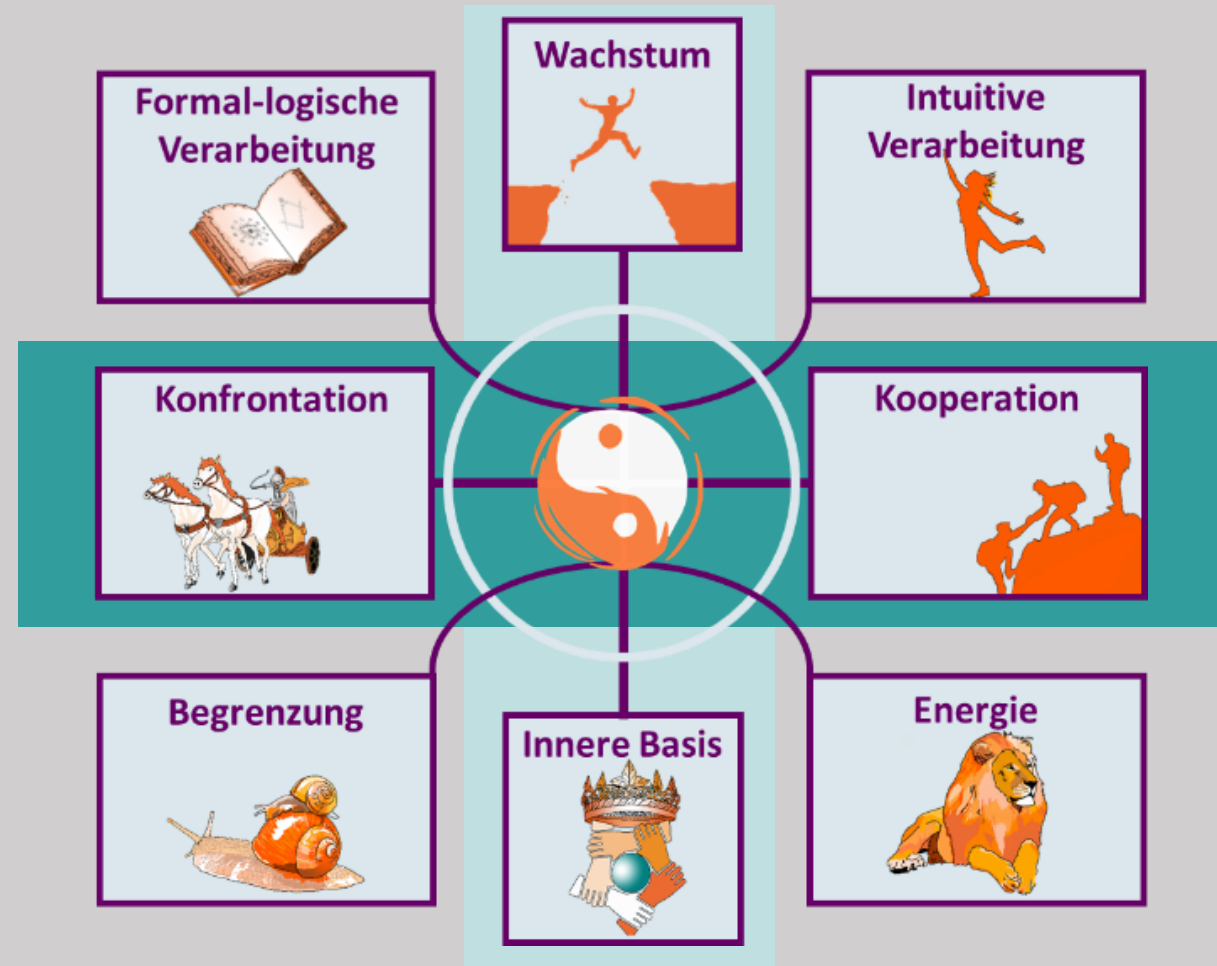 Wachstum
Formal-logische
Verarbeitung
Intuitive
Verarbeitung
Konfrontation
Kooperation
Begrenzung
Innere Basis
Energie